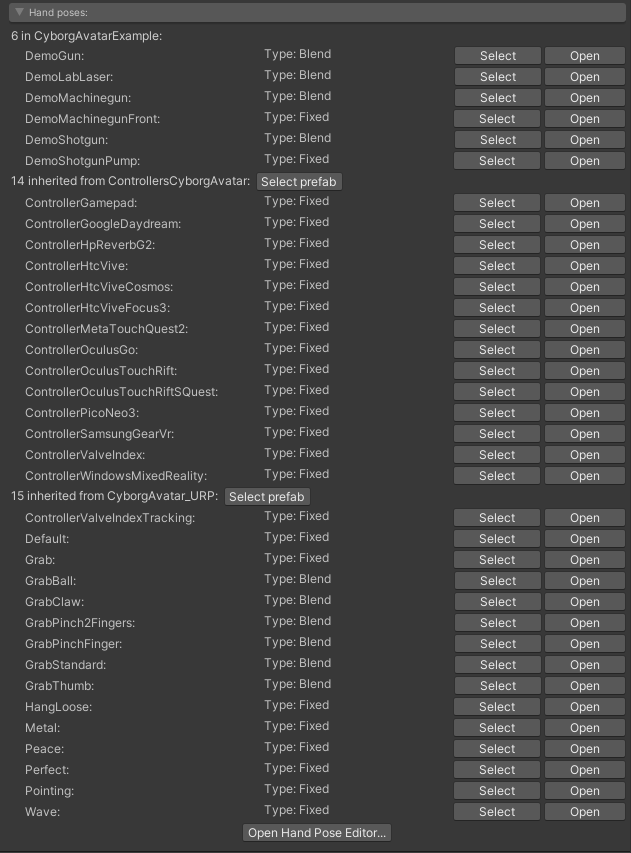 Hand poses:
6 in CyborgAvatarExample:
DemoGun: Type: Blend Select Open
DemoLabLaser: Type: Blend Select Open
DemoMachinegun: Type: Blend Select Open
DemoMachinegunFront: Type: Fixed Select Open
DemoShotgun: Type: Blend Select Open
DemoShotgunPump: Type: Fixed Select Open
14 inherited from ControllersCyborgAvatar: Select prefab
ControllerGamepad: Type: Fixed Select Open
ControllerGoogleDaydream: Type: Fixed Select Open
ControllerHpReverbG2: Type: Fixed Select Open
ControllerHtcVive: Type: Fixed Select Open
ControllerHtcViveCosmos: Type: Fixed Select Open
ControllerHtcViveFocus3: Type: Fixed Select Open
ControllerMetaTouchQuest2: Type: Fixed Select Open
ControllerOculusGo: Type: Fixed Select Open
ControllerOculusTouchRift: Type: Fixed Select Open
ControllerOculusTouchRiftSQuest: Type: Fixed Select Open
ControllerPicoNeo3: Type: Fixed Select Open
ControllerSamsungGearVr: Type: Fixed Select Open
ControllerValveIndex: Type: Fixed Select Open
ControllerWindowsMixedReality: Type: Fixed Select Open
15 inherited from CyborgAvatar_URP: Select prefab
ControllerValveIndexTracking: Type: Fixed Select Open
Default: Type: Fixed Select Open
Grab: Type: Fixed Select Open
GrabBall: Type: Blend Select Open
GrabClaw: Type: Blend Select Open
GrabPinch2Fingers: Type: Blend Select Open
GrabPinchFinger: Type: Blend Select Open
GrabStandard: Type: Blend Select Open
GrabThumb: Type: Blend Select Open
HangLoose: Type: Fixed Select Open
Metal: Type: Fixed Select Open
Peace: Type: Fixed Select Open
Perfect: Type: Fixed Select Open
Pointing: Type: Fixed Select Open
Wave: Type: Fixed Select Open
Open Hand Pose Editor...